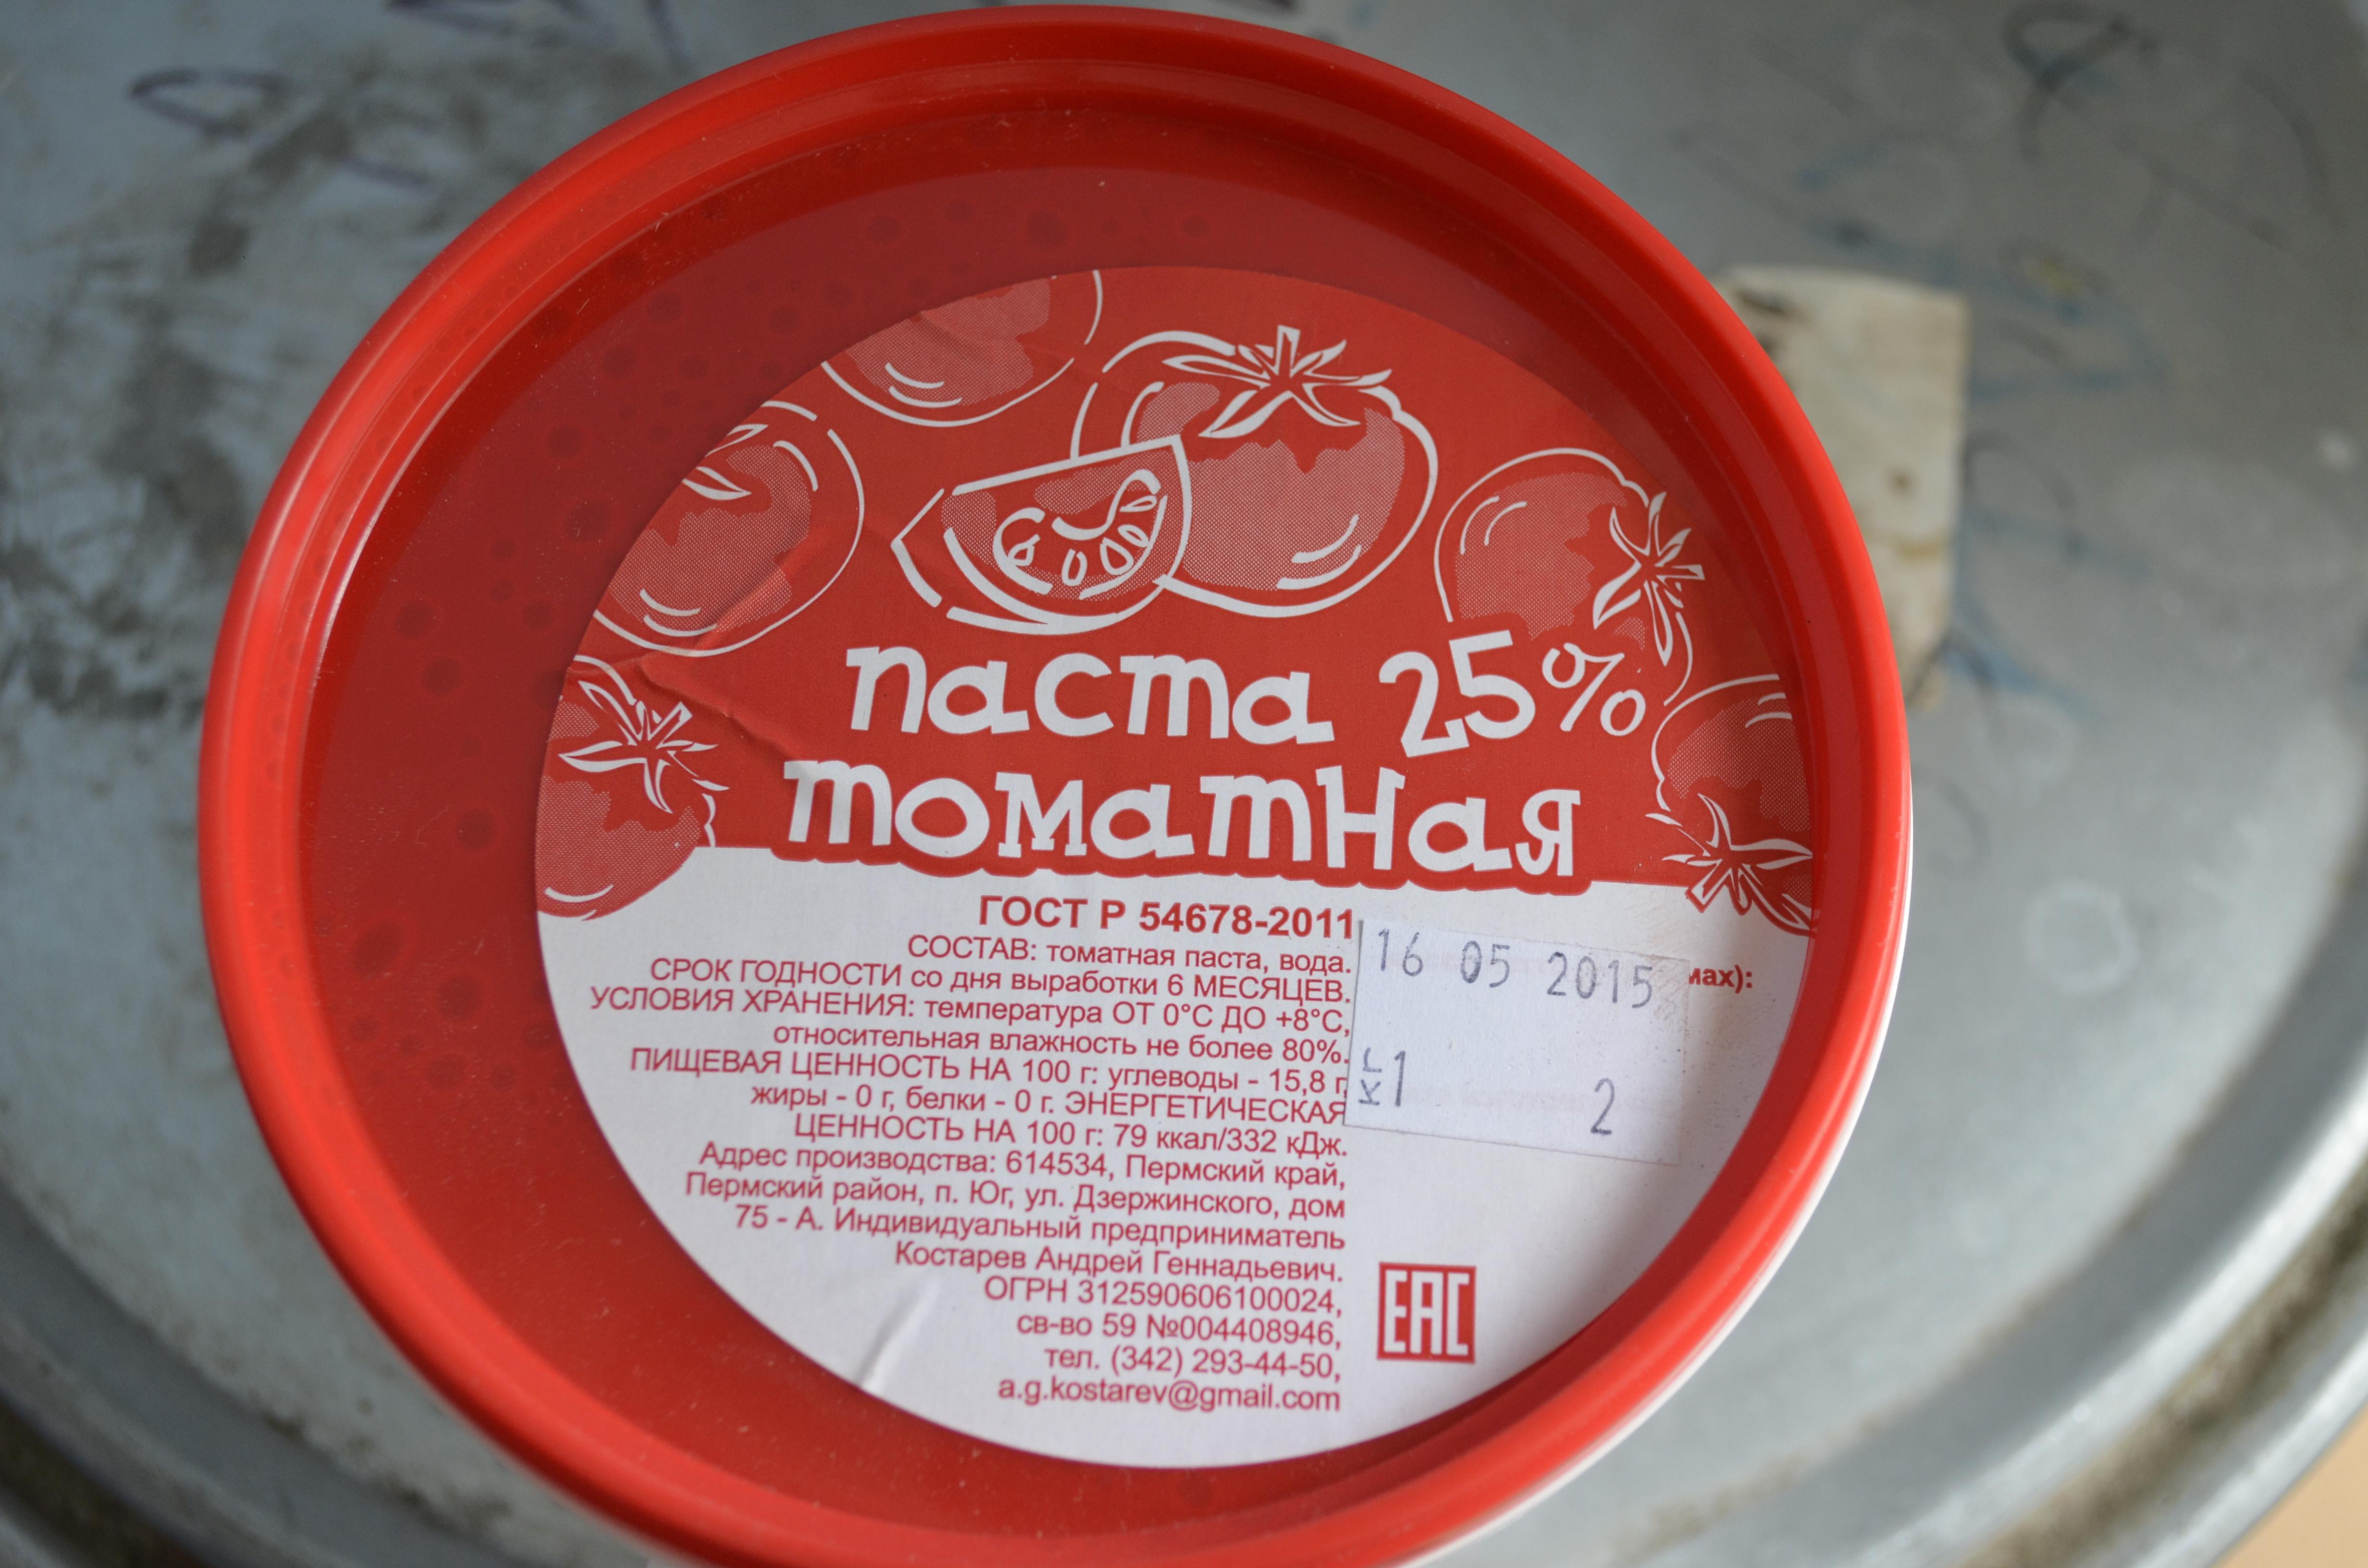 паста 25%
томатная
ГОСТ Р 54678-2011
СОСТАВ: томатная паста, вода.
СРОК ГОДНОСТИ со дня выработки 6 МЕСЯЦЕВ.
УСЛОВИЯ ХРАНЕНИЯ: температура ОТ 0°С ДО +8°С,
относительная влажность не более 80%.
ПИЩЕВАЯ ЦЕННОСТЬ НА 100 г: углеводы - 15,8 г,
жиры - 0 г, белки - 0 г. ЭНЕРГЕТИЧЕСКАЯ
ЦЕННОСТЬ НА 100 г: 79 ккал/332 кДж.
Адрес производства: 614534, Пермский край,
Пермский район, п. Юг, ул. Дзержинского, дом
75 - А. Индивидуальный предприниматель
Костарев Андрей Геннадьевич.
ОГРН 312590606100024,
св-во 59 №004408946,
тел. (342) 293-44-50,
a.g.kostarev@gmail.com
16 05 2015
мах):
кг 1 2
EAC